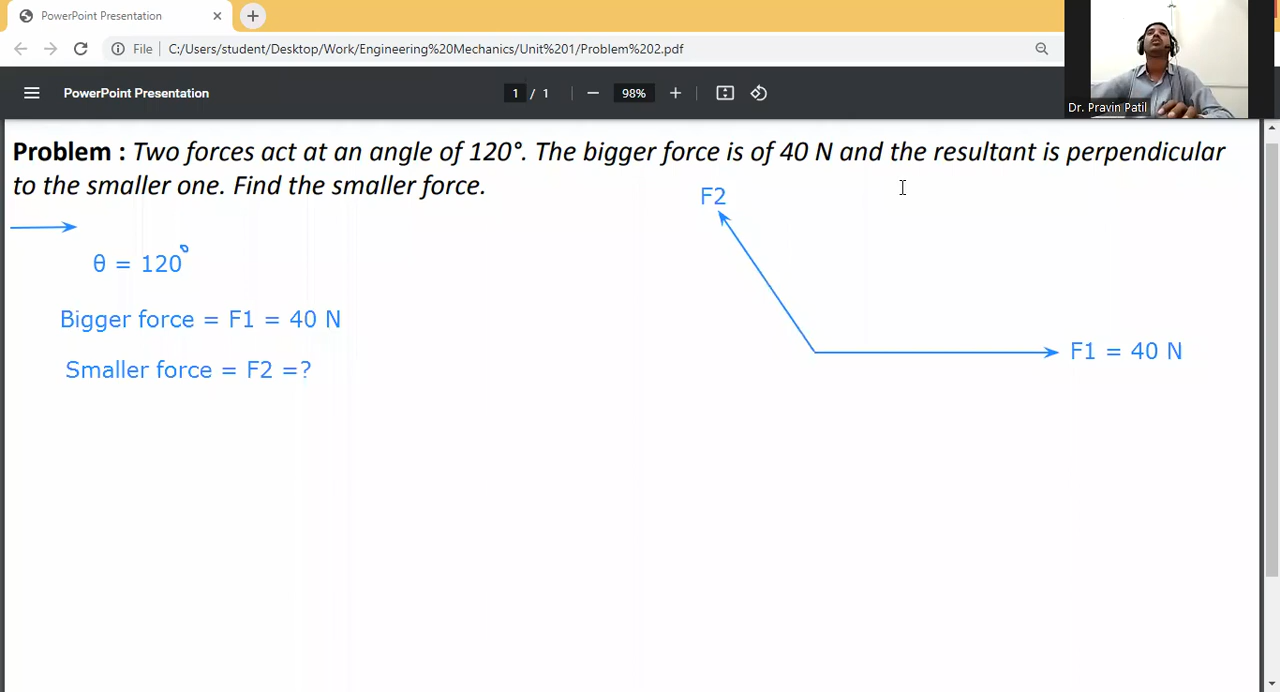 PowerPoint Presentation
File
C:/Users/student/Desktop/Work/Engineering%20Mechanics/Unit%201/Problem%202.pdf
PowerPoint Presentation
1 / 1
98%
Dr. Pravin Patil
Problem : Two forces act at an angle of 120°. The bigger force is of 40 N and the resultant is perpendicular
to the smaller one. Find the smaller force.
F2
θ = 120°
Bigger force = F1 = 40 N
F1 = 40 N
Smaller force = F2 =?